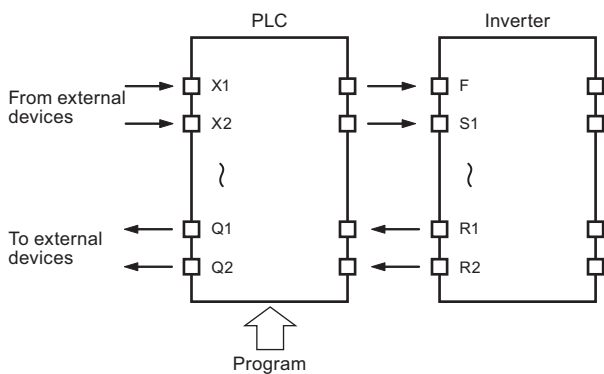 PLC
Inverter
From external
devices
X1
X2
F
S1
To external
devices
Q1
Q2
R1
R2
Program